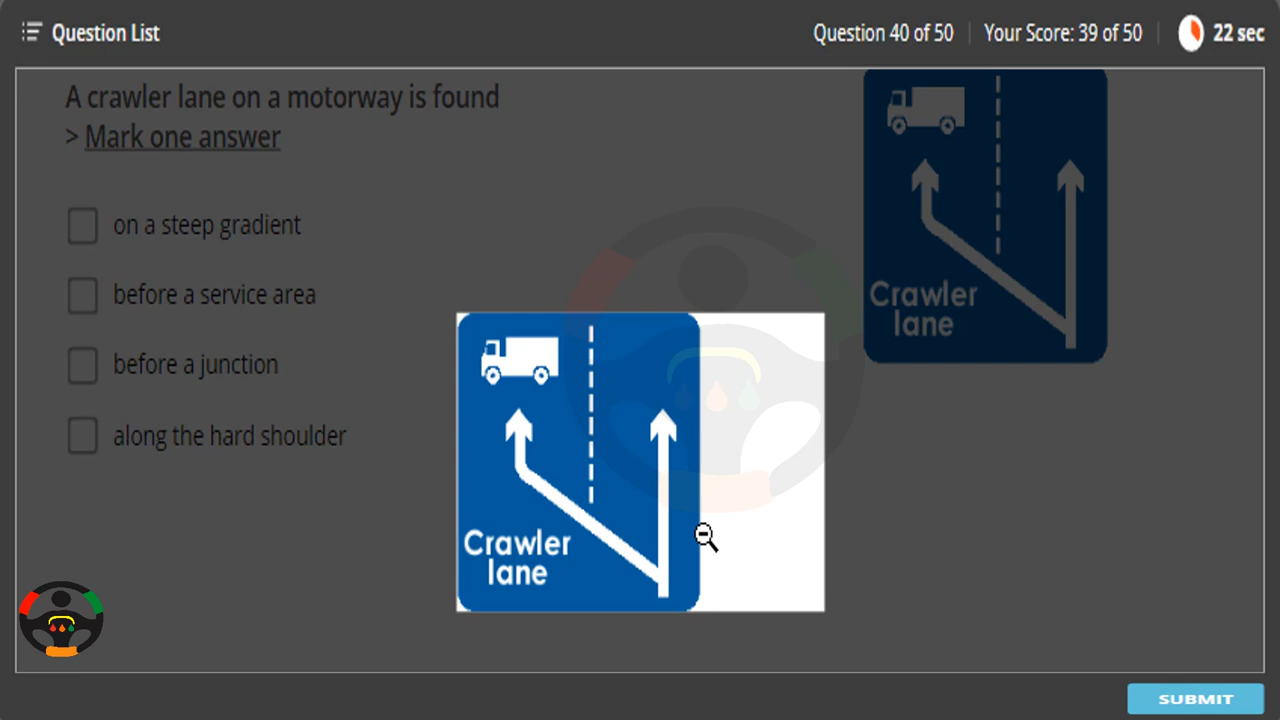 Question List
Question 40 of 50
Your Score: 39 of 50
22 sec
A crawler lane on a motorway is found
> Mark one answer
on a steep gradient
before a service area
before a junction
along the hard shoulder
Crawler
lane
Crawler
lane
SUBMIT